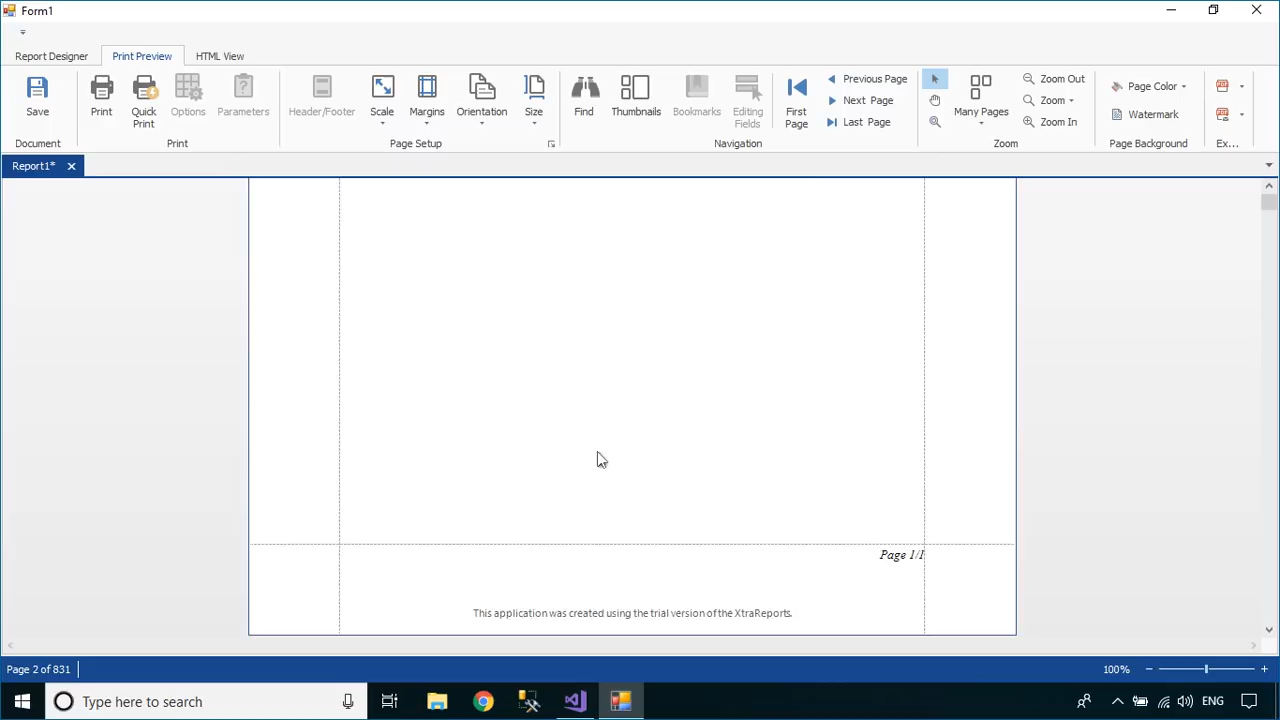 Form1
Report Designer
Print Preview
HTML View
Save
Print
Quick
Print
Options
Parameters
Header/Footer
Scale
Margins
Orientation
Size
Find
Thumbnails
Bookmarks
Editing
Fields
First
Page
Previous Page
Next Page
Last Page
Many Pages
Zoom Out
Zoom
Zoom In
Page Color
Watermark
Document
Print
Page Setup
Navigation
Zoom
Page Background
Ex...
Report1*
Page 1/1
This application was created using the trial version of the XtraReports.
Page 2 of 831
100%
Type here to search
ENG